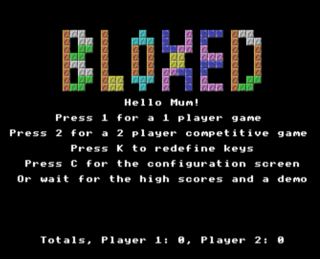 BLOXED
Hello Mum!
Press 1 for a 1 player game
Press 2 for a 2 player competitive game
Press K to redefine keys
Press C for the configuration screen
Or wait for the high scores and a demo
Totals, Player 1: 0, Player 2: 0